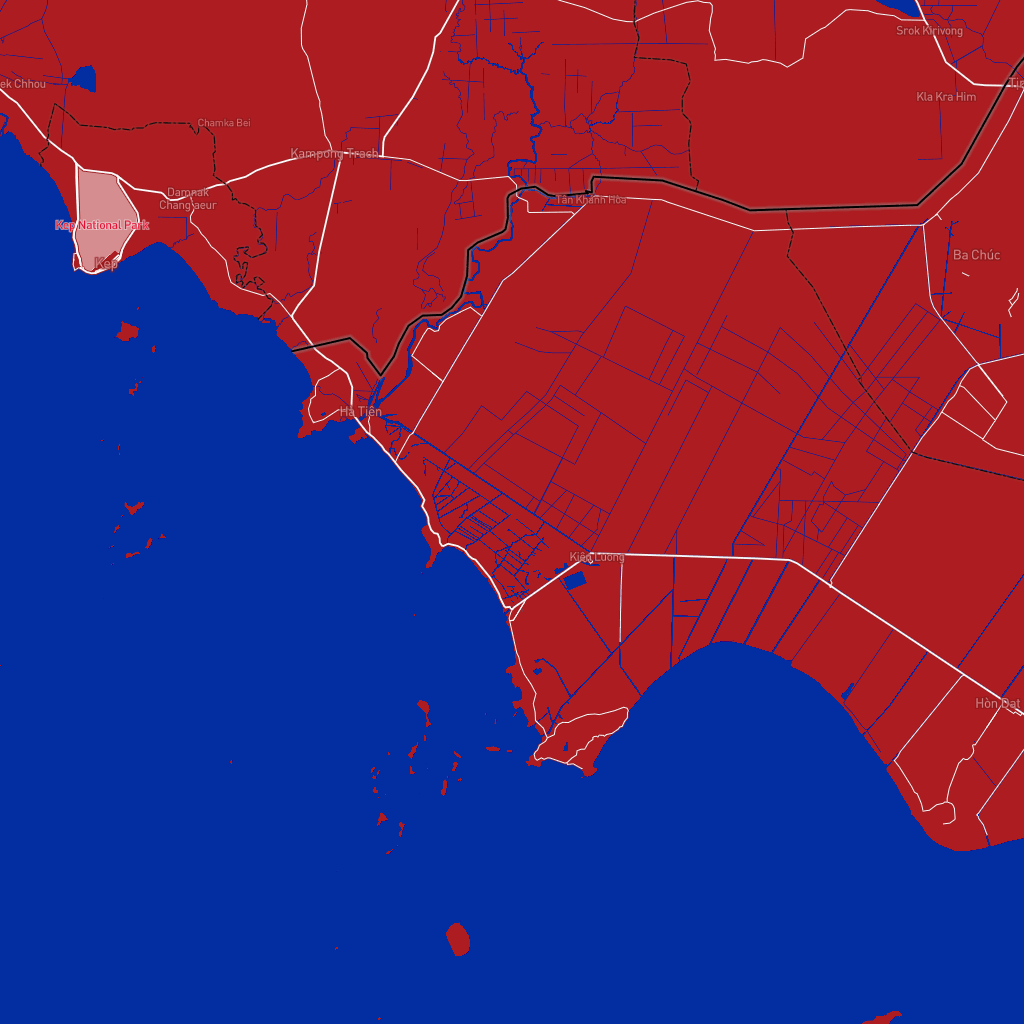 Srok Kirivong
ek Chhou
Kla Kra Him
Chamka Bei
Kampong Trach
Damnak
Chang'aeur
Tân Khánh Hòa
Kep National Park
Kep
Ba Chúc
Hà Tiên
Kiên Lương
Hòn Đất